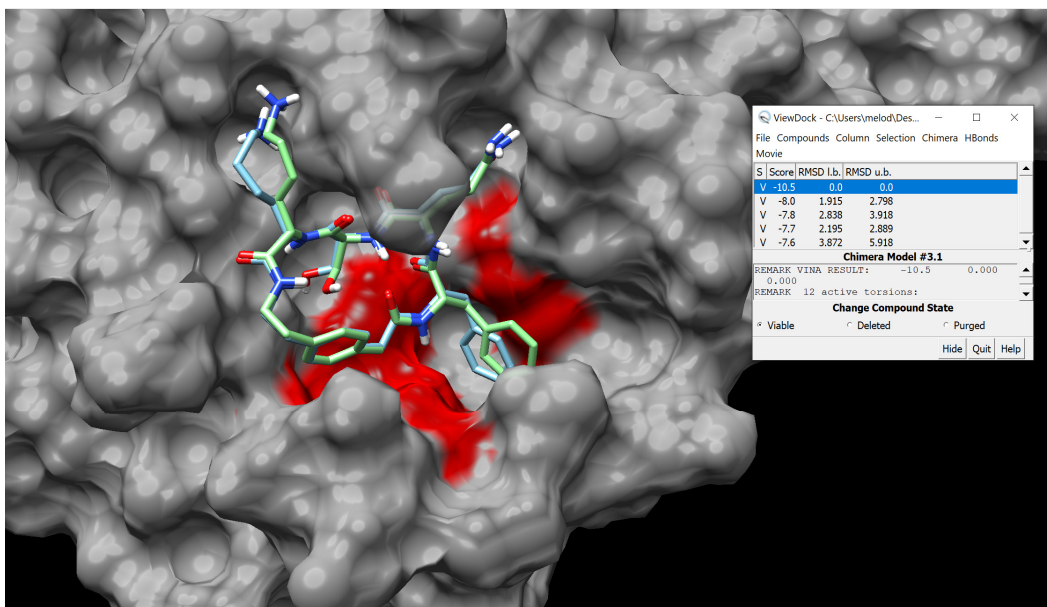 ViewDock - C:\Users\melod\Des...
File Compounds Column Selection Chimera HBonds
Movie
S Score RMSD l.b. RMSD u.b.
V -10.5 0.0 0.0
V -8.0 1.915 2.798
V -7.8 2.838 3.918
V -7.7 2.195 2.889
V -7.6 3.872 5.918
Chimera Model #3.1
REMARK VINA RESULT: -10.5 0.000
0.000
REMARK 12 active torsions:
Change Compound State
Viable Deleted Purged
Hide Quit Help